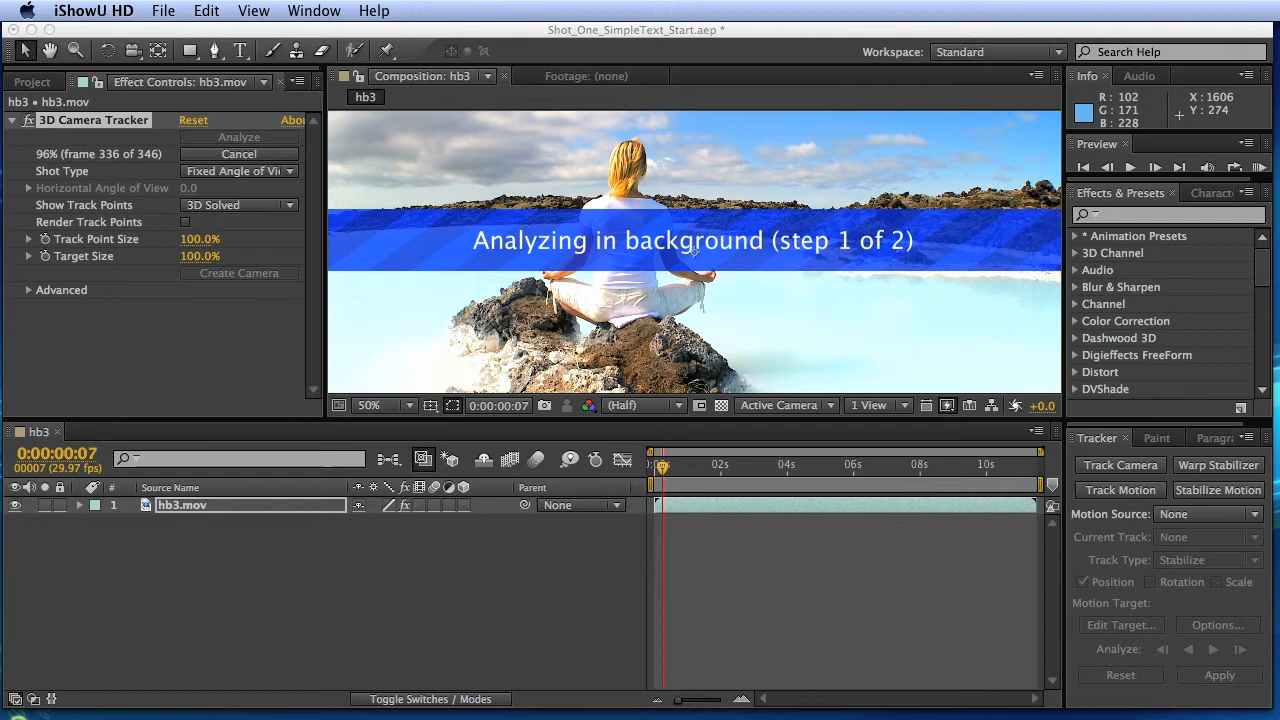 iShowU HD File Edit View Window Help
Shot_One_SimpleText_Start.aep *
Workspace: Standard Search Help
Project Effect Controls: hb3.mov
hb3 • hb3.mov
3D Camera Tracker Reset Abou
Analyze
96% (frame 336 of 346) Cancel
Shot Type Fixed Angle of Vi
Horizontal Angle of View 0.0
Show Track Points 3D Solved
Render Track Points
Track Point Size 100.0%
Target Size 100.0%
Create Camera
Advanced
Composition: hb3 Footage: (none)
hb3
Analyzing in background (step 1 of 2)
50% 0:00:00:07 (Half) Active Camera 1 View +0.0
Info Audio
R : 102 X : 1606
G : 171 Y : 274
B : 228
Preview
Effects & Presets Charact
* Animation Presets
3D Channel
Audio
Blur & Sharpen
Channel
Color Correction
Dashwood 3D
Digieffects FreeForm
Distort
DVShade
hb3
0:00:00:07
00007 (29.97 fps)
02s 04s 06s 08s 10s
# Source Name fx Parent
1 hb3.mov fx None
Toggle Switches / Modes
Tracker Paint Paragra
Track Camera Warp Stabilizer
Track Motion Stabilize Motion
Motion Source: None
Current Track: None
Track Type: Stabilize
Position Rotation Scale
Motion Target:
Edit Target... Options...
Analyze:
Reset Apply